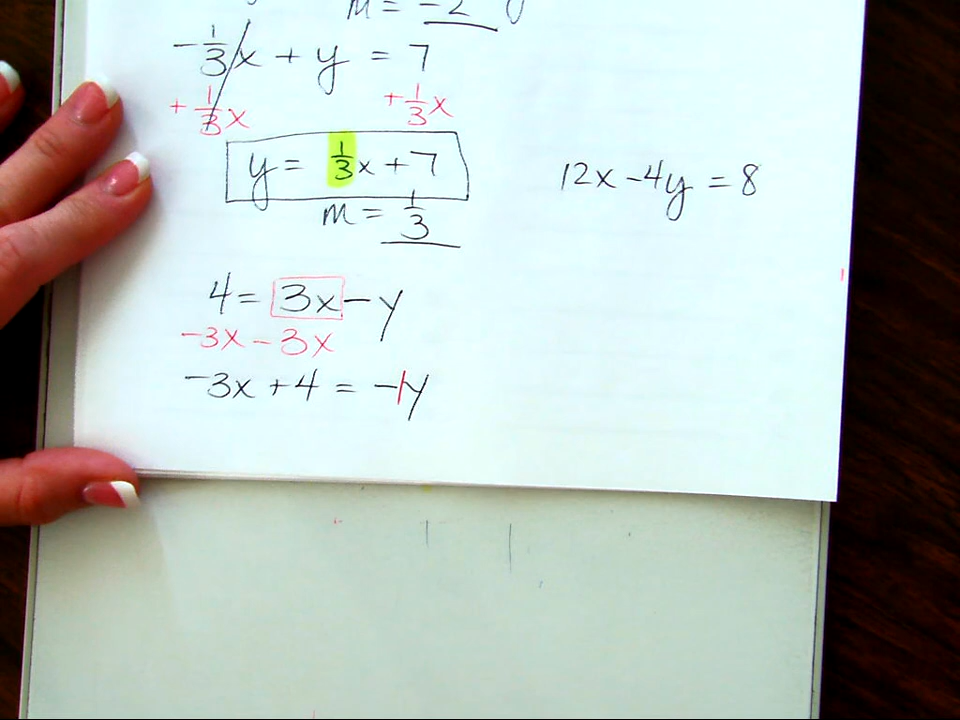 m = -2
-1/3x + y = 7
+ 1/3x +1/3x
y = 1/3x + 7
m = 1/3
12x - 4y = 8
4 = 3x - y
-3x - 3x
-3x + 4 = -1y